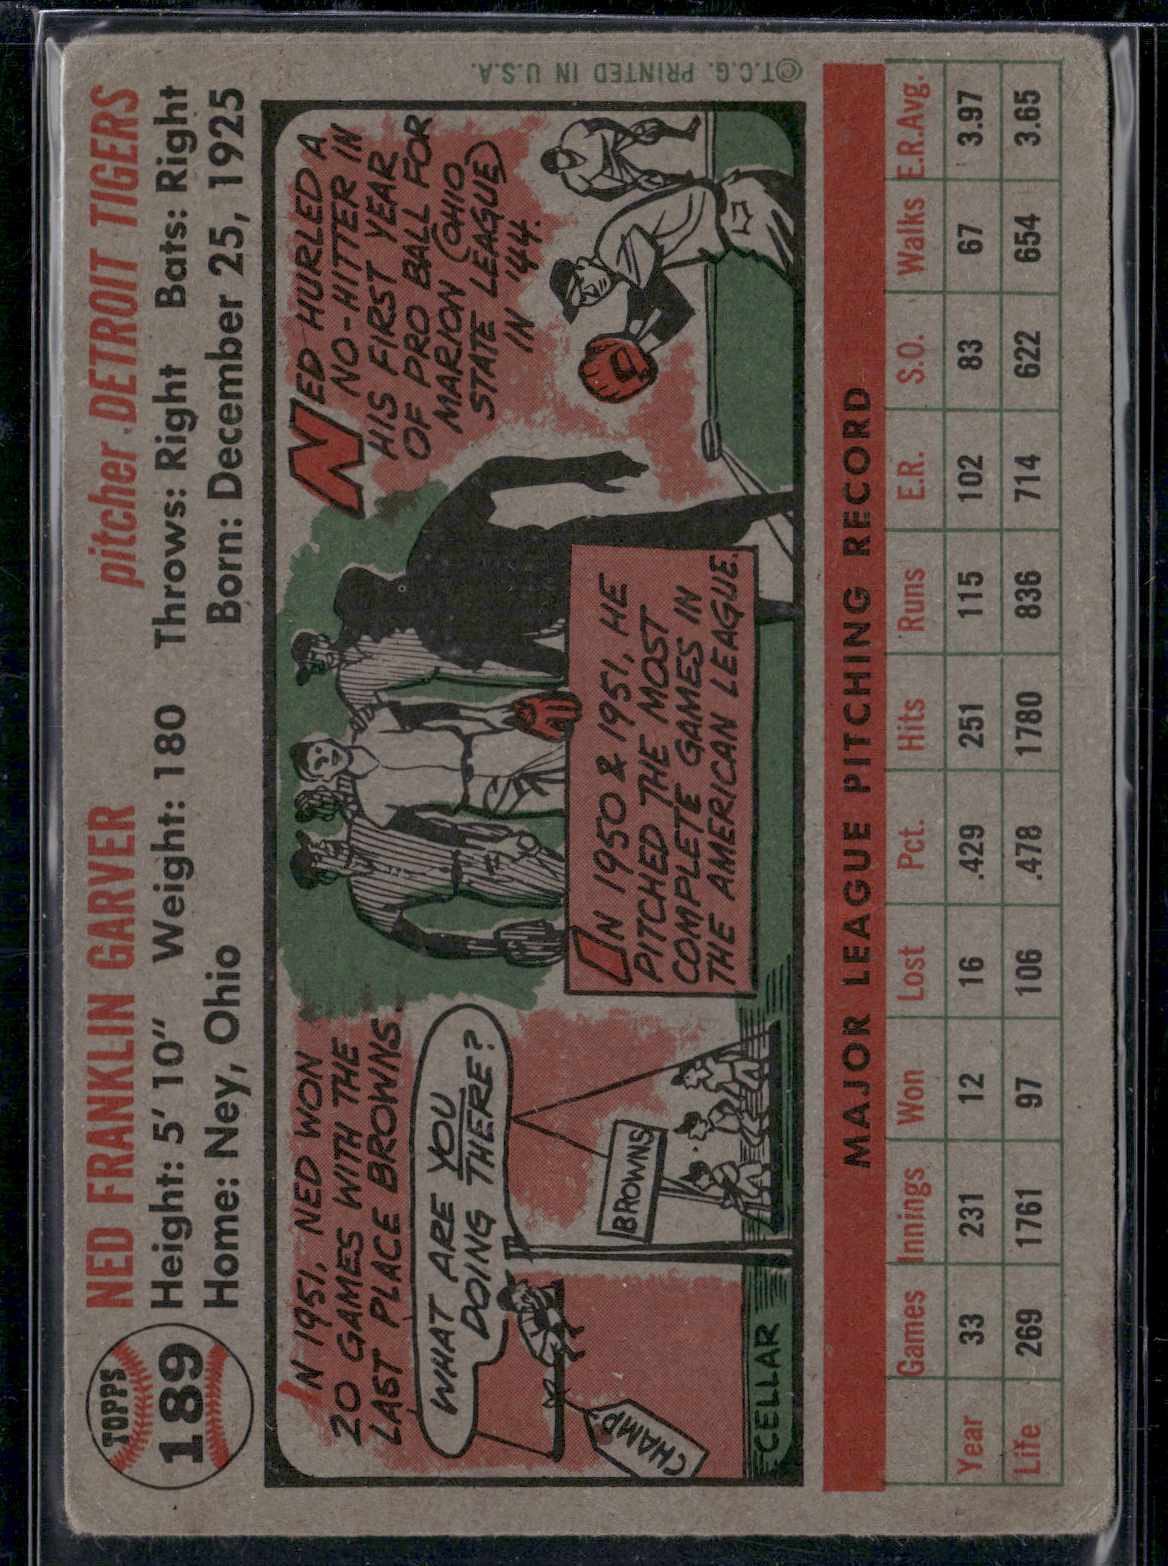 TOPPS
189
NED FRANKLIN GARVER pitcher DETROIT TIGERS
Height: 5' 10" Weight: 180 Throws: Right Bats: Right
Home: Ney, Ohio Born: December 25, 1925
IN 1951, NED WON
20 GAMES WITH THE
LAST PLACE BROWNS.
WHAT ARE YOU
DOING THERE?
BROWNS
CHAMP.
CELLAR
IN 1950 & 1951, HE
PITCHED THE MOST
COMPLETE GAMES IN
THE AMERICAN LEAGUE.
NED HURLED A
NO-HITTER IN
HIS FIRST YEAR
OF PRO BALL FOR
MARION (OHIO
STATE LEAGUE)
IN '44.
©T.C.G. PRINTED IN U.S.A.
MAJOR LEAGUE PITCHING RECORD
Games Innings Won Lost Pct. Hits Runs E.R. S.O. Walks E.R.Avg.
Year 33 231 12 16 .429 251 115 102 83 67 3.97
Life 269 1761 97 106 .478 1780 836 714 622 654 3.65